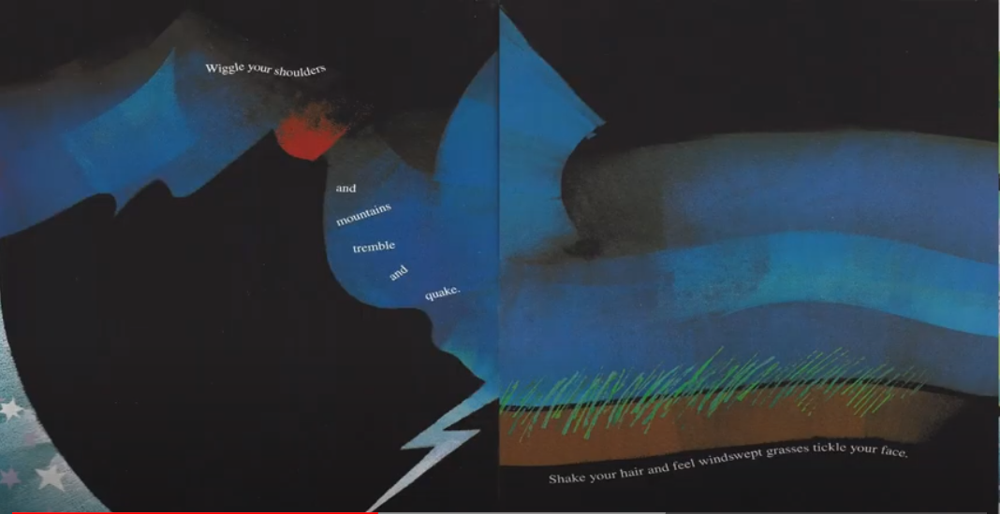 Wiggle your shoulders
and
mountains
tremble
and
quake.
Shake your hair and feel windswept grasses tickle your face.